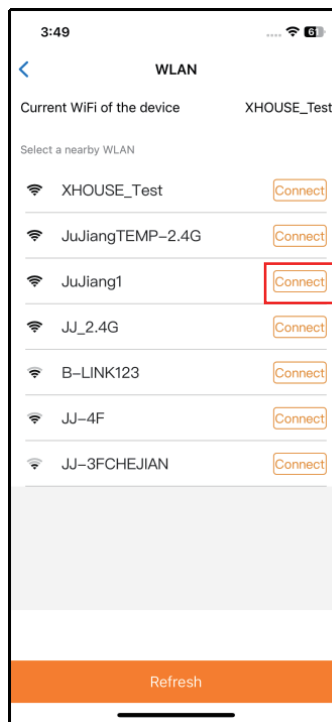 3:49
61
WLAN
Current WiFi of the device XHOUSE_Test
Select a nearby WLAN
XHOUSE_Test Connect
JuJiangTEMP-2.4G Connect
JuJiang1 Connect
JJ_2.4G Connect
B-LINK123 Connect
JJ-4F Connect
JJ-3FCHEJIAN Connect
Refresh